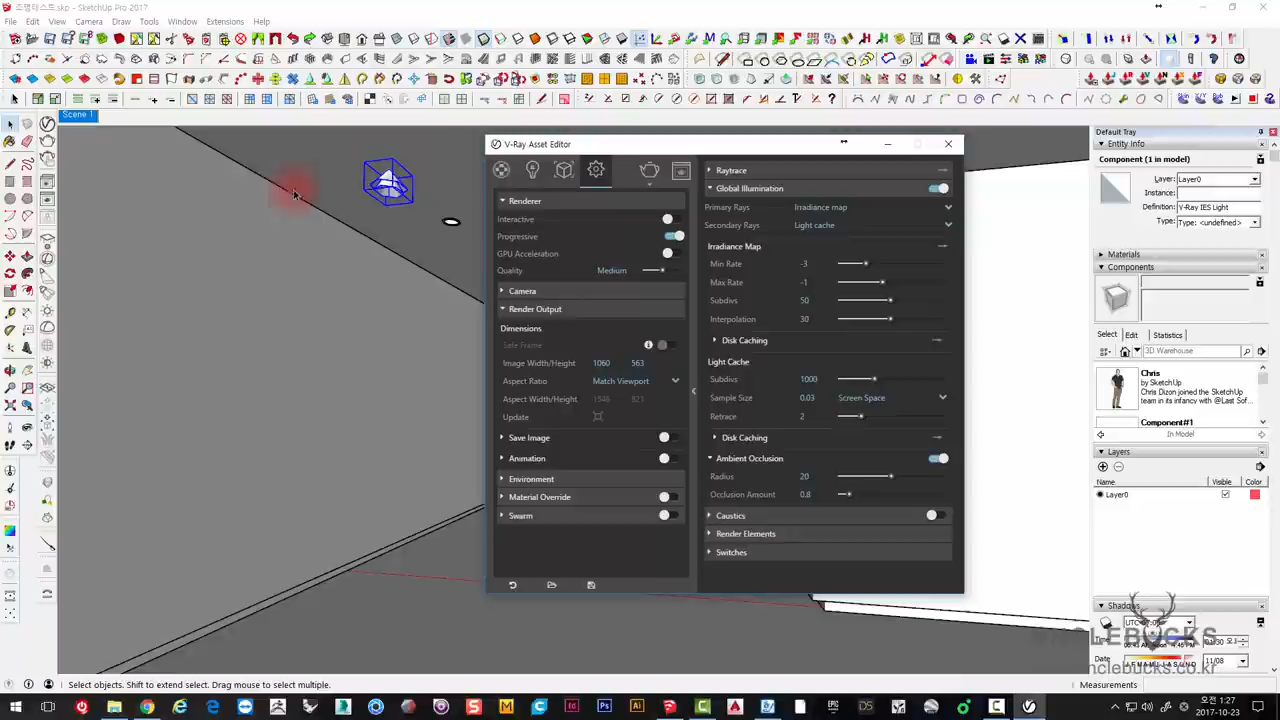 조명테스트.skp - SketchUp Pro 2017
File Edit View Camera Draw Tools Window Extensions Help
Scene 1
V-Ray Asset Editor
Renderer
Interactive
Progressive
GPU Acceleration
Quality Medium
Camera
Render Output
Dimensions
Safe Frame
Image Width/Height 1060 563
Aspect Ratio Match Viewport
Aspect Width/Height
Update
Save Image
Animation
Environment
Material Override
Swarm
Raytrace
Global Illumination
Primary Rays Irradiance map
Secondary Rays Light cache
Irradiance Map
Min Rate -3
Max Rate -1
Subdivs 50
Interpolation 30
Disk Caching
Light Cache
Subdivs 1000
Sample Size 0.03 Screen Space
Retrace 2
Disk Caching
Ambient Occlusion
Radius 20
Occlusion Amount 0.8
Caustics
Render Elements
Switches
Default Tray
Entity Info
Component (1 in model)
Layer: Layer0
Instance:
Definition: V-Ray IES Light
Type: Type: <undefined>
Materials
Components
Select Edit Statistics
3D Warehouse
Chris
by SketchUp
Chris Dizon joined the SketchUp
team in its infancy with @Last Sof...
Component#1
In Model
Layers
Name Visible Color
Layer0
Shadows
Time
Date
11/08
Select objects. Shift to extend select. Drag mouse to select multiple.
Measurements
오전 1:27
2017-10-23